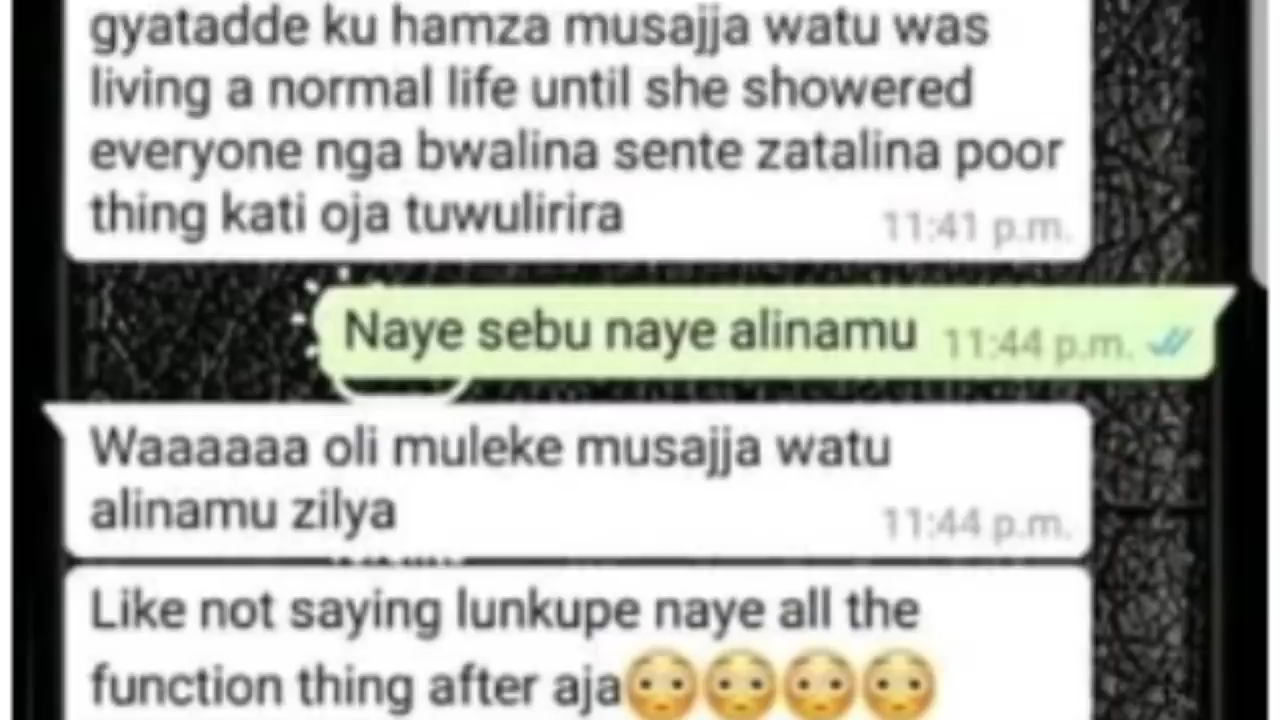 gyatadde ku hamza musajja watu was
living a normal life until she showered
everyone nga bwalina sente zatalina poor
thing kati oja tuwulirira
11:41 p.m.
Naye sebu naye alinamu 11:44 p.m.
Waaaaaa oli muleke musajja watu
alinamu zilya
11:44 p.m.
Like not saying lunkupe naye all the
function thing after aja😳😳😳😳